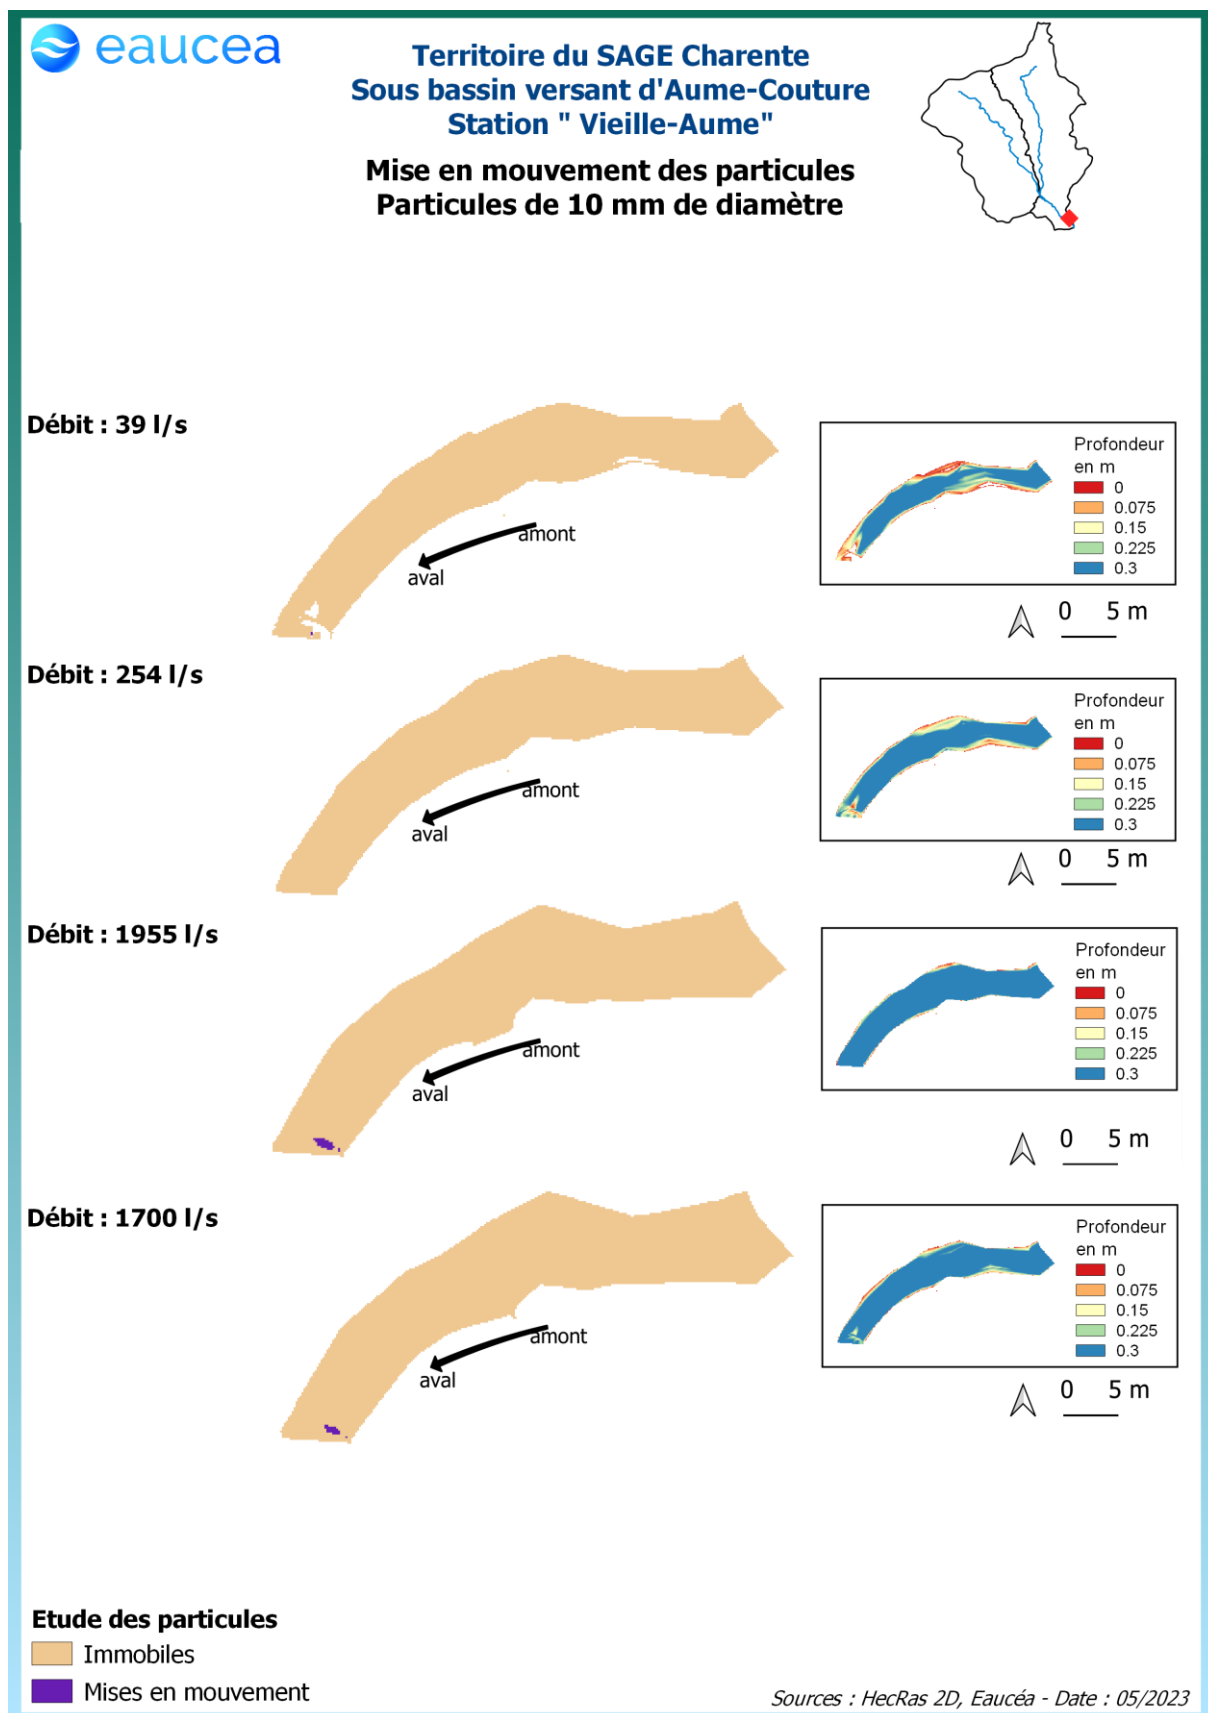 eaucea
Territoire du SAGE Charente
Sous bassin versant d'Aume-Couture
Station " Vieille-Aume"
Mise en mouvement des particules
Particules de 10 mm de diamètre
Débit : 39 l/s
amont
aval
Profondeur
en m
0
0.075
0.15
0.225
0.3
0 5 m
Débit : 254 l/s
amont
aval
Profondeur
en m
0
0.075
0.15
0.225
0.3
0 5 m
Débit : 1955 l/s
amont
aval
Profondeur
en m
0
0.075
0.15
0.225
0.3
0 5 m
Débit : 1700 l/s
amont
aval
Profondeur
en m
0
0.075
0.15
0.225
0.3
0 5 m
Etude des particules
Immobiles
Mises en mouvement
Sources : HecRas 2D, Eaucéa - Date : 05/2023